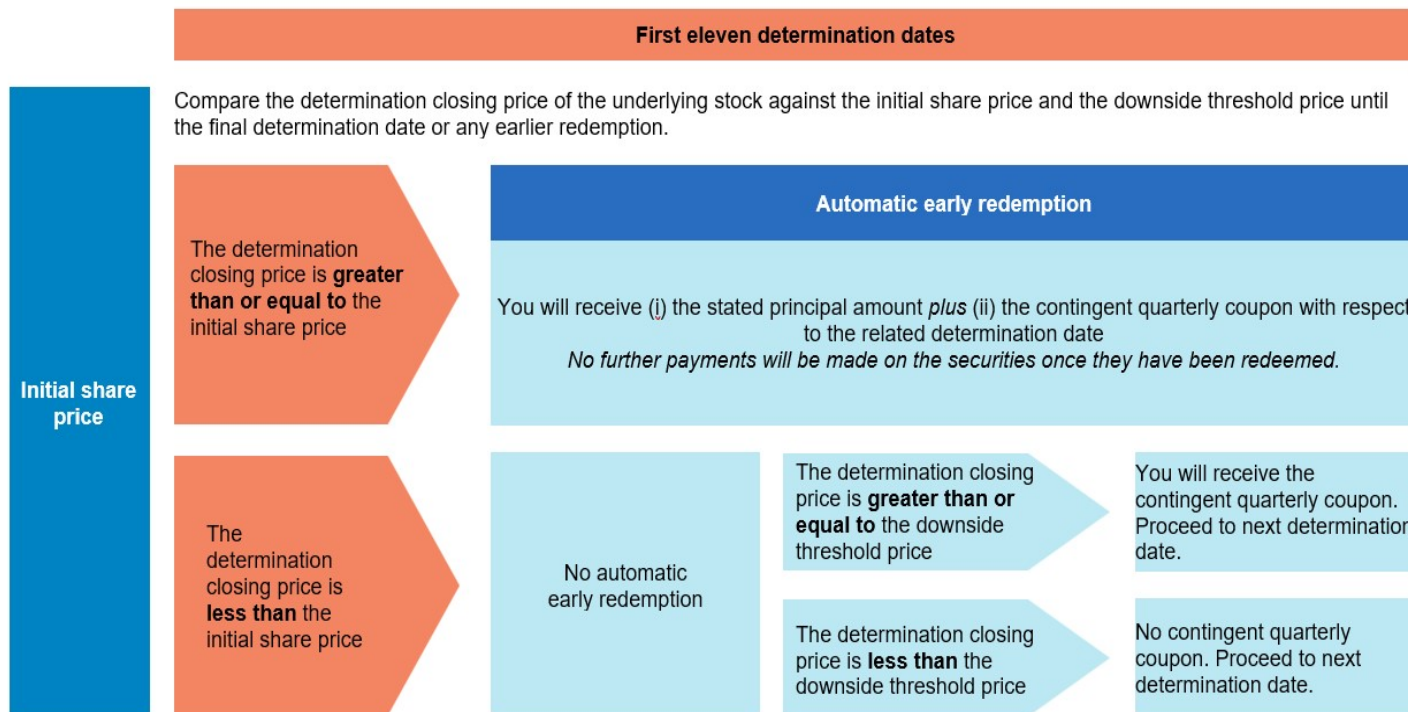 First eleven determination dates
Compare the determination closing price of the underlying stock against the initial share price and the downside threshold price until
the final determination date or any earlier redemption.
Initial share
price
The determination
closing price is greater
than or equal to the
initial share price
Automatic early redemption
You will receive (i) the stated principal amount plus (ii) the contingent quarterly coupon with respect
to the related determination date
No further payments will be made on the securities once they have been redeemed.
The
determination
closing price is
less than the
initial share price
No automatic
early redemption
The determination closing
price is greater than or
equal to the downside
threshold price
You will receive the
contingent quarterly coupon.
Proceed to next determination
date.
The determination closing
price is less than the
downside threshold price
No contingent quarterly
coupon. Proceed to next
determination date.